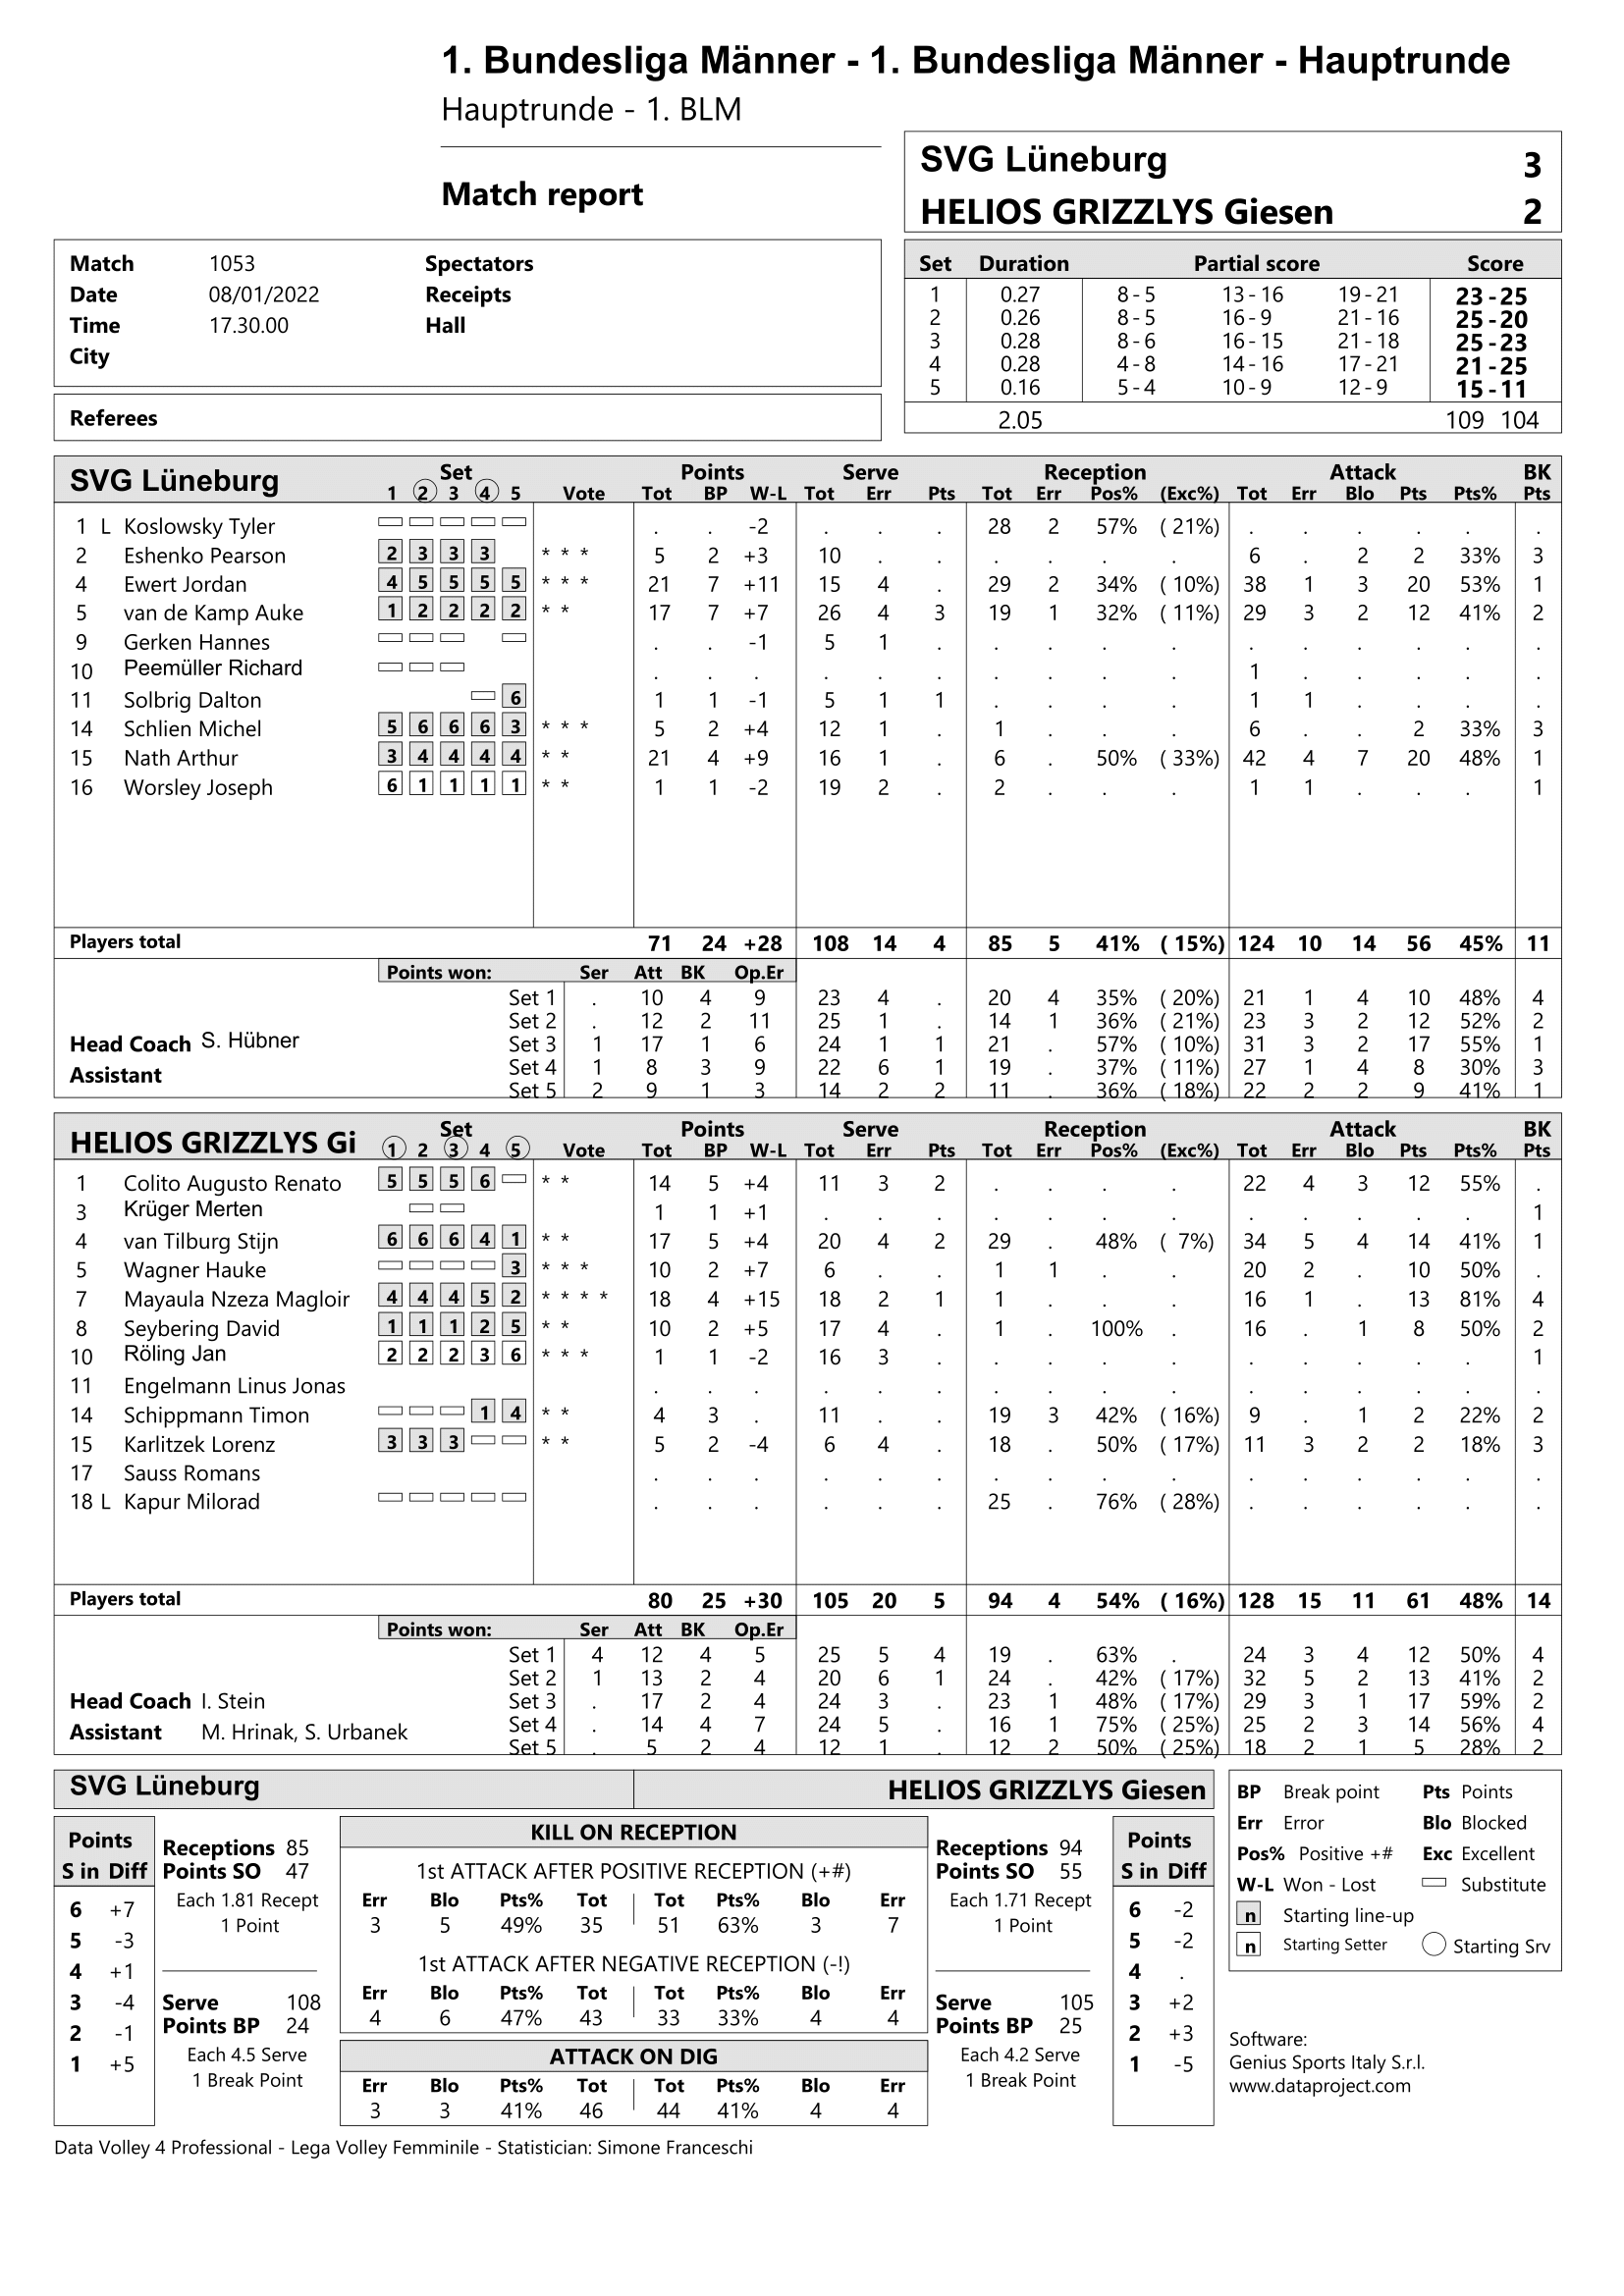 1. Bundesliga Männer - 1. Bundesliga Männer - Hauptrunde
Hauptrunde - 1. BLM
Match report
SVG Lüneburg 3
HELIOS GRIZZLYS Giesen 2
Match 1053 Spectators
Date 08/01/2022 Receipts
Time 17.30.00 Hall
City
Referees
Set Duration Partial score Score
1 0.27 8 - 5 13 - 16 19 - 21 23 - 25
2 0.26 8 - 5 16 - 9 21 - 16 25 - 20
3 0.28 8 - 6 16 - 15 21 - 18 25 - 23
4 0.28 4 - 8 14 - 16 17 - 21 21 - 25
5 0.16 5 - 4 10 - 9 12 - 9 15 - 11
2.05 109 104
SVG Lüneburg Set Points Serve Reception Attack BK
1 2 3 4 5 Vote Tot BP W-L Tot Err Pts Tot Err Pos% (Exc%) Tot Err Blo Pts Pts% Pts
1 L Koslowsky Tyler . . -2 . . . 28 2 57% ( 21%) . . . . . .
2 Eshenko Pearson 2 3 3 3 * * * 5 2 +3 10 . . . . . . 6 . 2 2 33% 3
4 Ewert Jordan 4 5 5 5 5 * * * 21 7 +11 15 4 . 29 2 34% ( 10%) 38 1 3 20 53% 1
5 van de Kamp Auke 1 2 2 2 2 * * 17 7 +7 26 4 3 19 1 32% ( 11%) 29 3 2 12 41% 2
9 Gerken Hannes . . -1 5 1 . . . . . . . . . . .
10 Peemüller Richard . . . . . . . . . . 1 . . . . .
11 Solbrig Dalton 6 1 1 -1 5 1 1 . . . . 1 1 . . . .
14 Schlien Michel 5 6 6 6 3 * * * 5 2 +4 12 1 . 1 . . . 6 . . 2 33% 3
15 Nath Arthur 3 4 4 4 4 * * 21 4 +9 16 1 . 6 . 50% ( 33%) 42 4 7 20 48% 1
16 Worsley Joseph 6 1 1 1 1 * * 1 1 -2 19 2 . 2 . . . 1 1 . . . 1
Players total 71 24 +28 108 14 4 85 5 41% ( 15%) 124 10 14 56 45% 11
Points won: Ser Att BK Op.Er
Set 1 . 10 4 9 23 4 . 20 4 35% ( 20%) 21 1 4 10 48% 4
Set 2 . 12 2 11 25 1 . 14 1 36% ( 21%) 23 3 2 12 52% 2
Head Coach S. Hübner Set 3 1 17 1 6 24 1 1 21 . 57% ( 10%) 31 3 2 17 55% 1
Set 4 1 8 3 9 22 6 1 19 . 37% ( 11%) 27 1 4 8 30% 3
Assistant
Set 5 2 9 1 3 14 2 2 11 . 36% ( 18%) 22 2 2 9 41% 1
HELIOS GRIZZLYS Gi Set Points Serve Reception Attack BK
1 2 3 4 5 Vote Tot BP W-L Tot Err Pts Tot Err Pos% (Exc%) Tot Err Blo Pts Pts% Pts
1 Colito Augusto Renato 5 5 5 6 * * 14 5 +4 11 3 2 . . . . 22 4 3 12 55% .
3 Krüger Merten 1 1 +1 . . . . . . . . . . . . 1
4 van Tilburg Stijn 6 6 6 4 1 * * 17 5 +4 20 4 2 29 . 48% ( 7%) 34 5 4 14 41% 1
5 Wagner Hauke 3 * * * 10 2 +7 6 . . 1 1 . . 20 2 . 10 50% .
7 Mayaula Nzeza Magloir 4 4 4 5 2 * * * * 18 4 +15 18 2 1 1 . . . 16 1 . 13 81% 4
8 Seybering David 1 1 1 2 5 * * 10 2 +5 17 4 . 1 . 100% . 16 . 1 8 50% 2
10 Röling Jan 2 2 2 3 6 * * * 1 1 -2 16 3 . . . . . . . . . . 1
11 Engelmann Linus Jonas . . . . . . . . . . . . . . . .
14 Schippmann Timon 1 4 * * 4 3 . 11 . . 19 3 42% ( 16%) 9 . 1 2 22% 2
15 Karlitzek Lorenz 3 3 3 * * 5 2 -4 6 4 . 18 . 50% ( 17%) 11 3 2 2 18% 3
17 Sauss Romans . . . . . . . . . . . . . . . .
18 L Kapur Milorad . . . . . . 25 . 76% ( 28%) . . . . . .
Players total 80 25 +30 105 20 5 94 4 54% ( 16%) 128 15 11 61 48% 14
Points won: Ser Att BK Op.Er
Set 1 4 12 4 5 25 5 4 19 . 63% . 24 3 4 12 50% 4
Set 2 1 13 2 4 20 6 1 24 . 42% ( 17%) 32 5 2 13 41% 2
Head Coach I. Stein Set 3 . 17 2 4 24 3 . 23 1 48% ( 17%) 29 3 1 17 59% 2
Assistant M. Hrinak, S. Urbanek Set 4 . 14 4 7 24 5 . 16 1 75% ( 25%) 25 2 3 14 56% 4
Set 5 . 5 2 4 12 1 . 12 2 50% ( 25%) 18 2 1 5 28% 2
SVG Lüneburg HELIOS GRIZZLYS Giesen
Points
S in Diff
6 +7
5 -3
4 +1
3 -4
2 -1
1 +5
Receptions 85
Points SO 47
Each 1.81 Recept
1 Point
Serve 108
Points BP 24
Each 4.5 Serve
1 Break Point
KILL ON RECEPTION
1st ATTACK AFTER POSITIVE RECEPTION (+#)
Err Blo Pts% Tot Tot Pts% Blo Err
3 5 49% 35 51 63% 3 7
1st ATTACK AFTER NEGATIVE RECEPTION (-!)
Err Blo Pts% Tot Tot Pts% Blo Err
4 6 47% 43 33 33% 4 4
ATTACK ON DIG
Err Blo Pts% Tot Tot Pts% Blo Err
3 3 41% 46 44 41% 4 4
Receptions 94
Points SO 55
Each 1.71 Recept
1 Point
Serve 105
Points BP 25
Each 4.2 Serve
1 Break Point
Points
S in Diff
6 -2
5 -2
4 .
3 +2
2 +3
1 -5
BP Break point Pts Points
Err Error Blo Blocked
Pos% Positive +# Exc Excellent
W-L Won - Lost Substitute
n Starting line-up
n Starting Setter Starting Srv
Software:
Genius Sports Italy S.r.l.
www.dataproject.com
Data Volley 4 Professional - Lega Volley Femminile - Statistician: Simone Franceschi